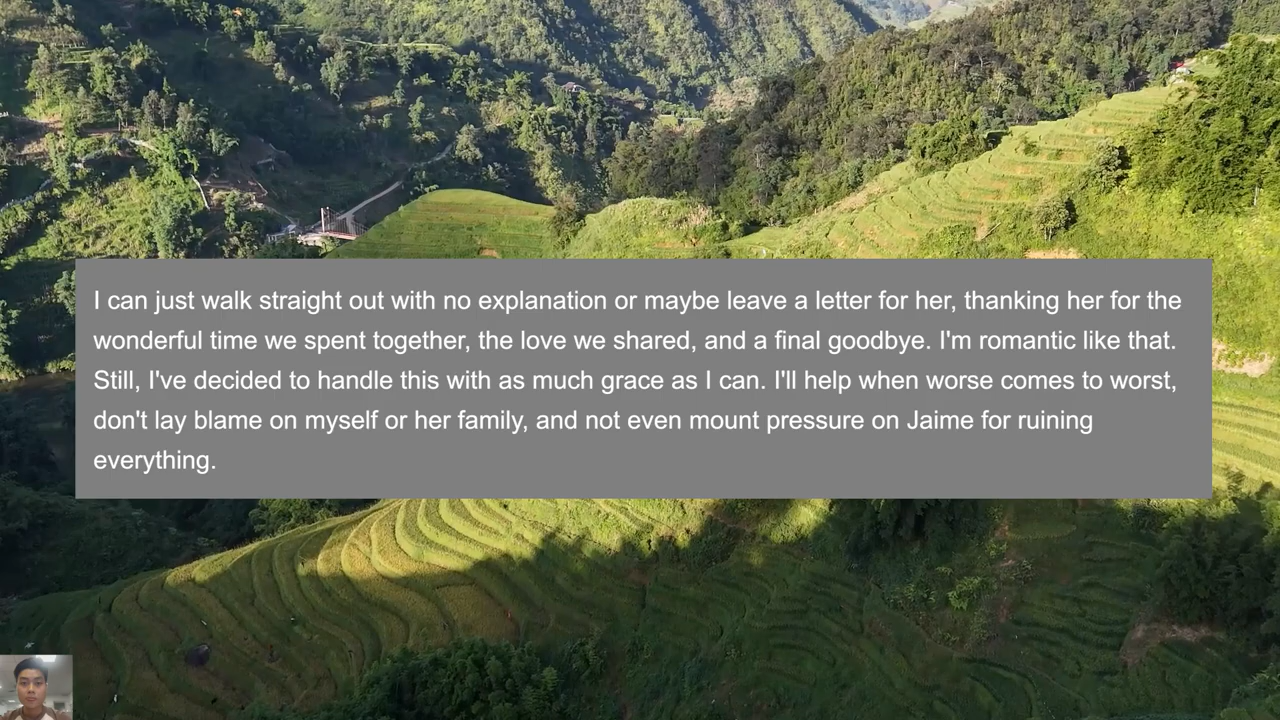 I can just walk straight out with no explanation or maybe leave a letter for her, thanking her for the
wonderful time we spent together, the love we shared, and a final goodbye. I'm romantic like that.
Still, I've decided to handle this with as much grace as I can. I'll help when worse comes to worst,
don't lay blame on myself or her family, and not even mount pressure on Jaime for ruining
everything.